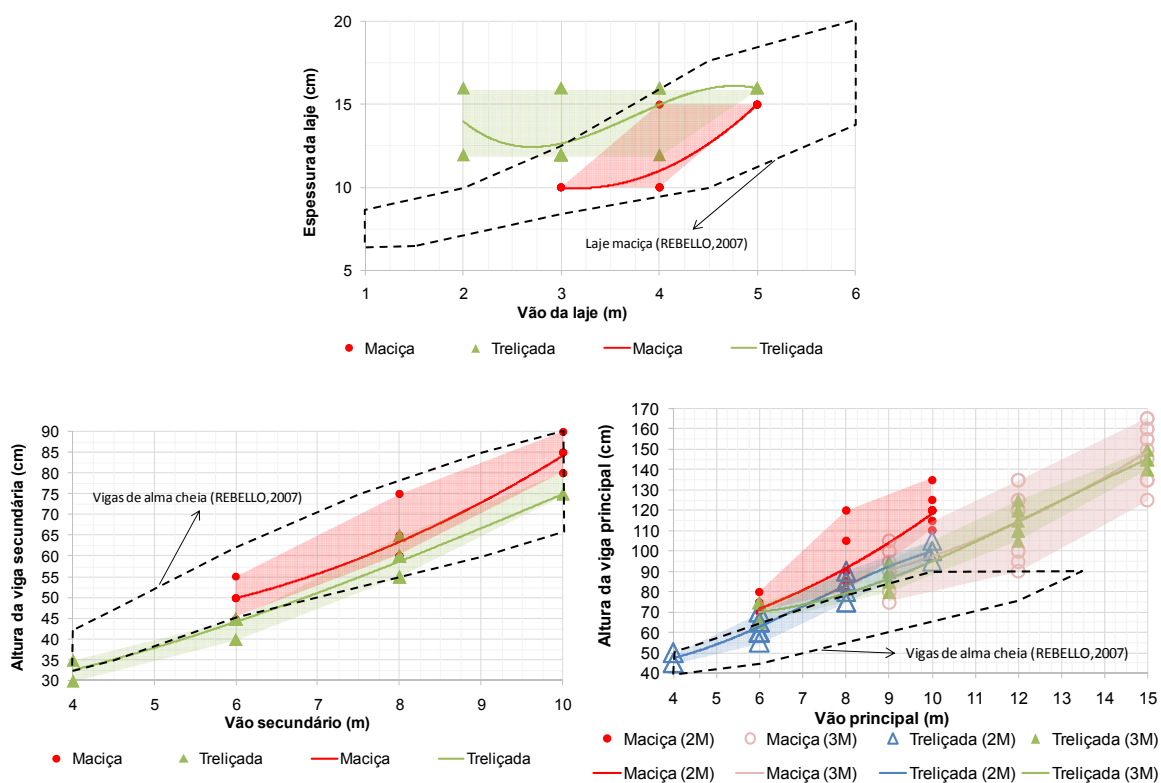 Espessura da laje (cm)
20
15
10
5
Laje maciça (REBELLO,2007)
1 2 3 4 5 6
Vão da laje (m)
Maciça Treliçada Maciça Treliçada
Altura da viga secundária (cm)
90
85
80
75
70
65
60
55
50
45
40
35
30
Vigas de alma cheia (REBELLO,2007)
4 5 6 7 8 9 10
Vão secundário (m)
Maciça Treliçada Maciça Treliçada
Altura da viga principal (cm)
170
160
150
140
130
120
110
100
90
80
70
60
50
40
Vigas de alma cheia (REBELLO,2007)
4 5 6 7 8 9 10 11 12 13 14 15
Vão principal (m)
Maciça (2M) Maciça (3M) Treliçada (2M) Treliçada (3M)
Maciça (2M) Maciça (3M) Treliçada (2M) Treliçada (3M)